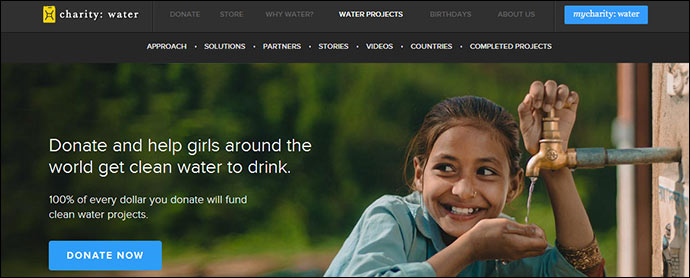 charity: water
DONATE STORE WHY WATER? WATER PROJECTS BIRTHDAYS ABOUT US
mycharity: water
APPROACH • SOLUTIONS • PARTNERS • STORIES • VIDEOS • COUNTRIES • COMPLETED PROJECTS
Donate and help girls around the
world get clean water to drink.
100% of every dollar you donate will fund
clean water projects.
DONATE NOW